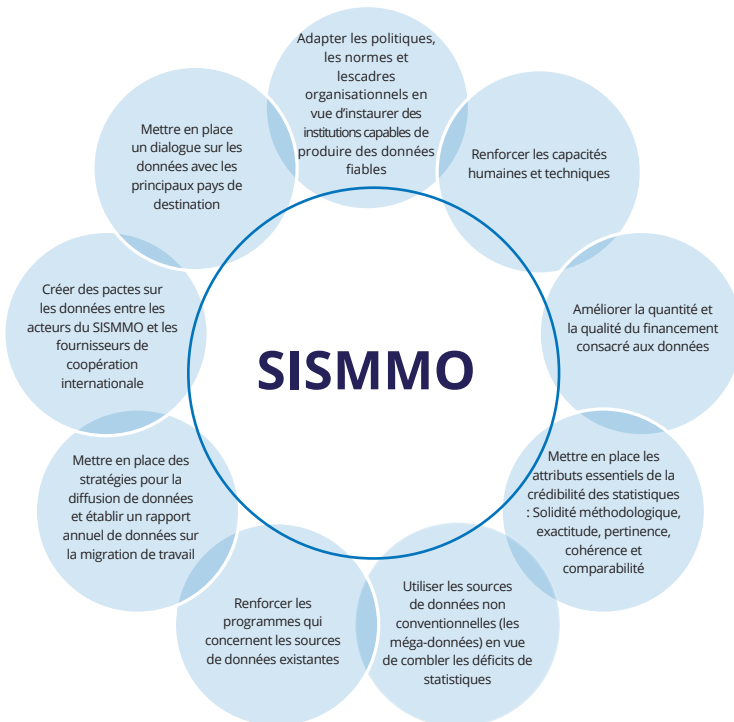 Adapter les politiques,
les normes et
lescadres
organisationnels en
vue d'instaurer des
institutions capables de
produire des données
fiables
Renforcer les capacités
humaines et techniques
Améliorer la quantité et
la qualité du financement
consacré aux données
Mettre en place les
attributs essentiels de la
crédibilité des statistiques
: Solidité méthodologique,
exactitude, pertinence,
cohérence et
comparabilité
Utiliser les sources
de données non
conventionnelles (les
méga-données) en vue
de combler les déficits de
statistiques
Renforcer les
programmes qui
concernent les sources
de données existantes
Mettre en place des
stratégies pour la
diffusion de données
et établir un rapport
annuel de données sur
la migration de travail
Créer des pactes sur
les données entre les
acteurs du SISMMO et les
fournisseurs de
coopération
internationale
Mettre en place
un dialogue sur les
données avec les
principaux pays de
destination
SISMMO